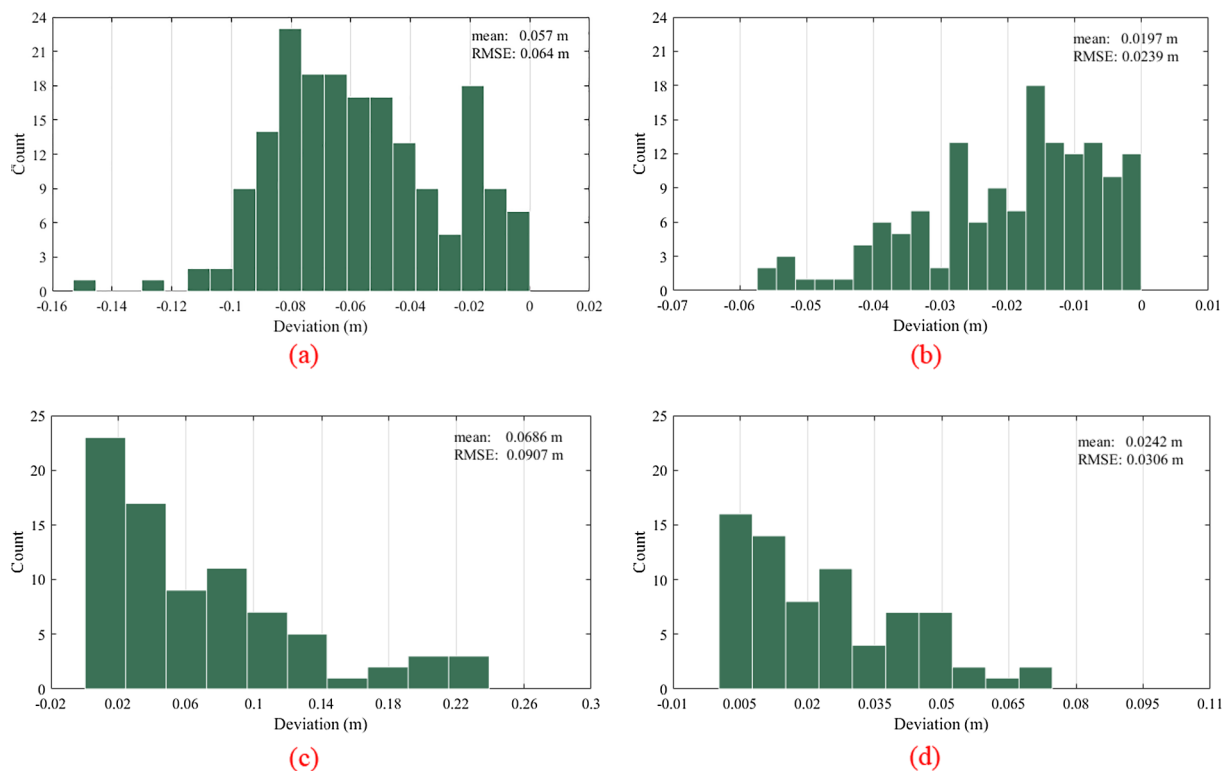 24
21
18
15
12
9
6
3
0
Count
mean: 0.057 m
RMSE: 0.064 m
-0.16 -0.14 -0.12 -0.1 -0.08 -0.06 -0.04 -0.02 0 0.02
Deviation (m)
(a)
24
21
18
15
12
9
6
3
0
Count
mean: 0.0197 m
RMSE: 0.0239 m
-0.07 -0.06 -0.05 -0.04 -0.03 -0.02 -0.01 0 0.01
Deviation (m)
(b)
25
20
15
10
5
0
Count
mean: 0.0686 m
RMSE: 0.0907 m
-0.02 0.02 0.06 0.1 0.14 0.18 0.22 0.26 0.3
Deviation (m)
(c)
25
20
15
10
5
0
Count
mean: 0.0242 m
RMSE: 0.0306 m
-0.01 0.005 0.02 0.035 0.05 0.065 0.08 0.095 0.11
Deviation (m)
(d)